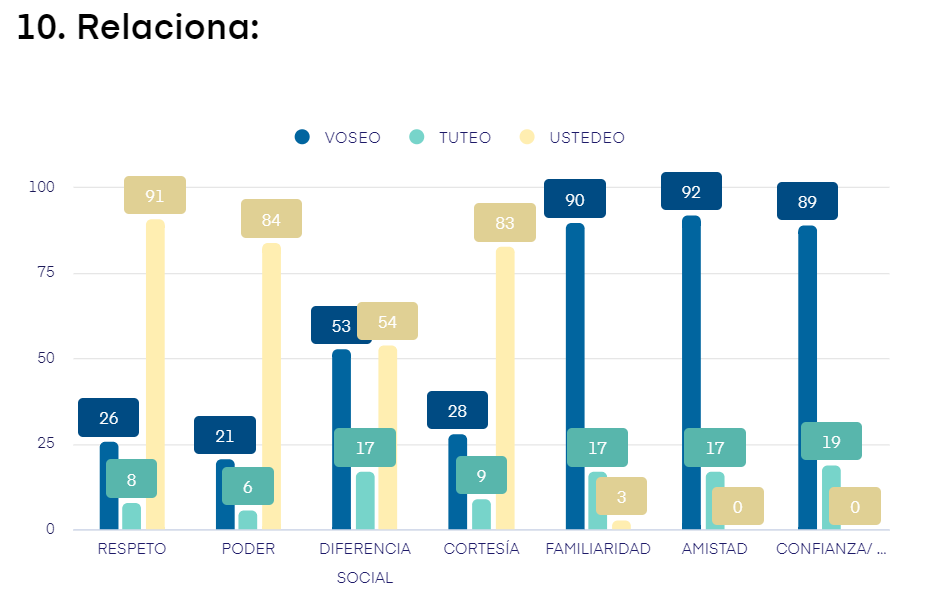 10. Relaciona:
VOSEO TUTEO USTEDEO
100
75
50
25
0
26 8 91
21 6 84
53 17 54
28 9 83
90 17 3
92 17 0
89 19 0
RESPETO PODER DIFERENCIA CORTESÍA FAMILIARIDAD AMISTAD CONFIANZA/ ...
SOCIAL